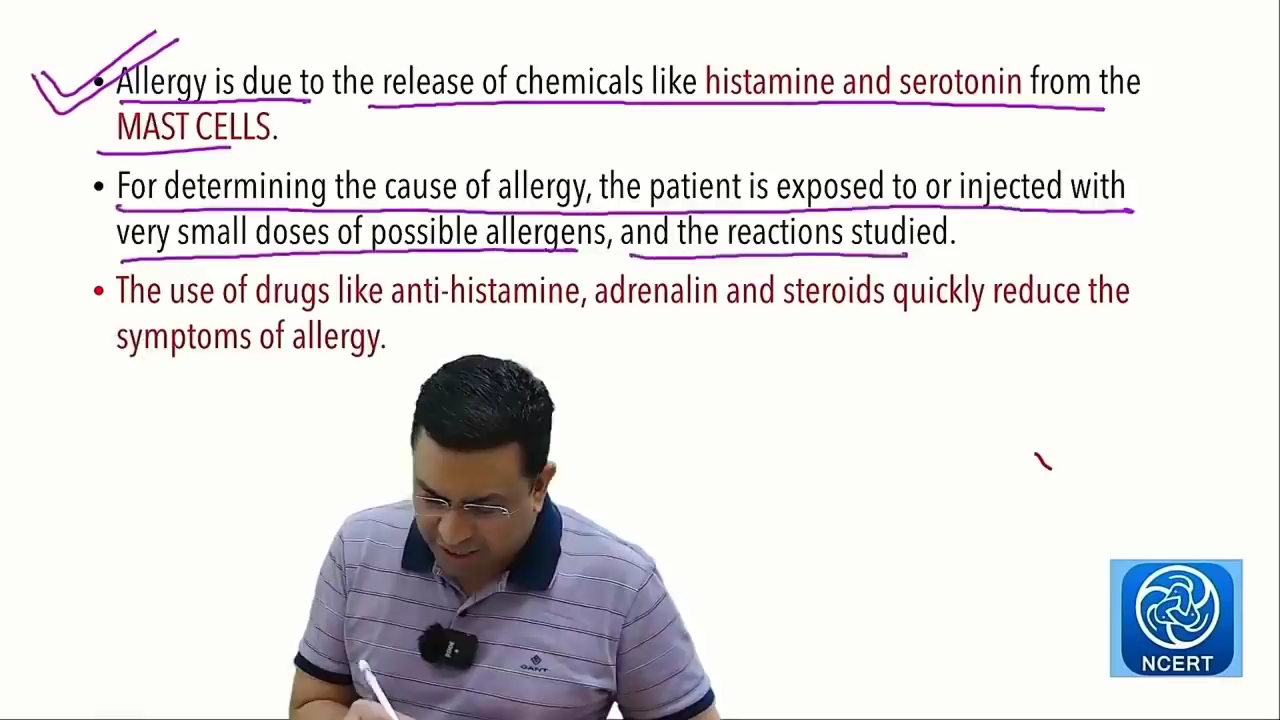 • Allergy is due to the release of chemicals like histamine and serotonin from the
MAST CELLS.
• For determining the cause of allergy, the patient is exposed to or injected with
very small doses of possible allergens, and the reactions studied.
• The use of drugs like anti-histamine, adrenalin and steroids quickly reduce the
symptoms of allergy.
GANT
NCERT